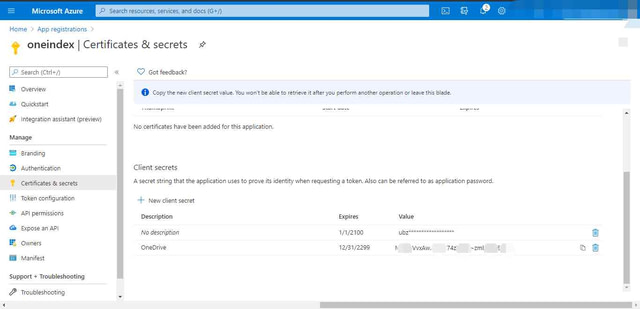 Microsoft Azure
Search resources, services, and docs (G+/)
2
Home > App registrations >
oneindex | Certificates & secrets
Search (Ctrl+/)
Got feedback?
Overview
Quickstart
Integration assistant (preview)
Manage
Branding
Authentication
Certificates & secrets
Token configuration
API permissions
Expose an API
Owners
Manifest
Support + Troubleshooting
Troubleshooting
Copy the new client secret value. You won't be able to retrieve it after you perform another operation or leave this blade.
No certificates have been added for this application.
Client secrets
A secret string that the application uses to prove its identity when requesting a token. Also can be referred to as application password.
New client secret
Description Expires Value
No description 1/1/2100 ubz******************
OneDrive 12/31/2299